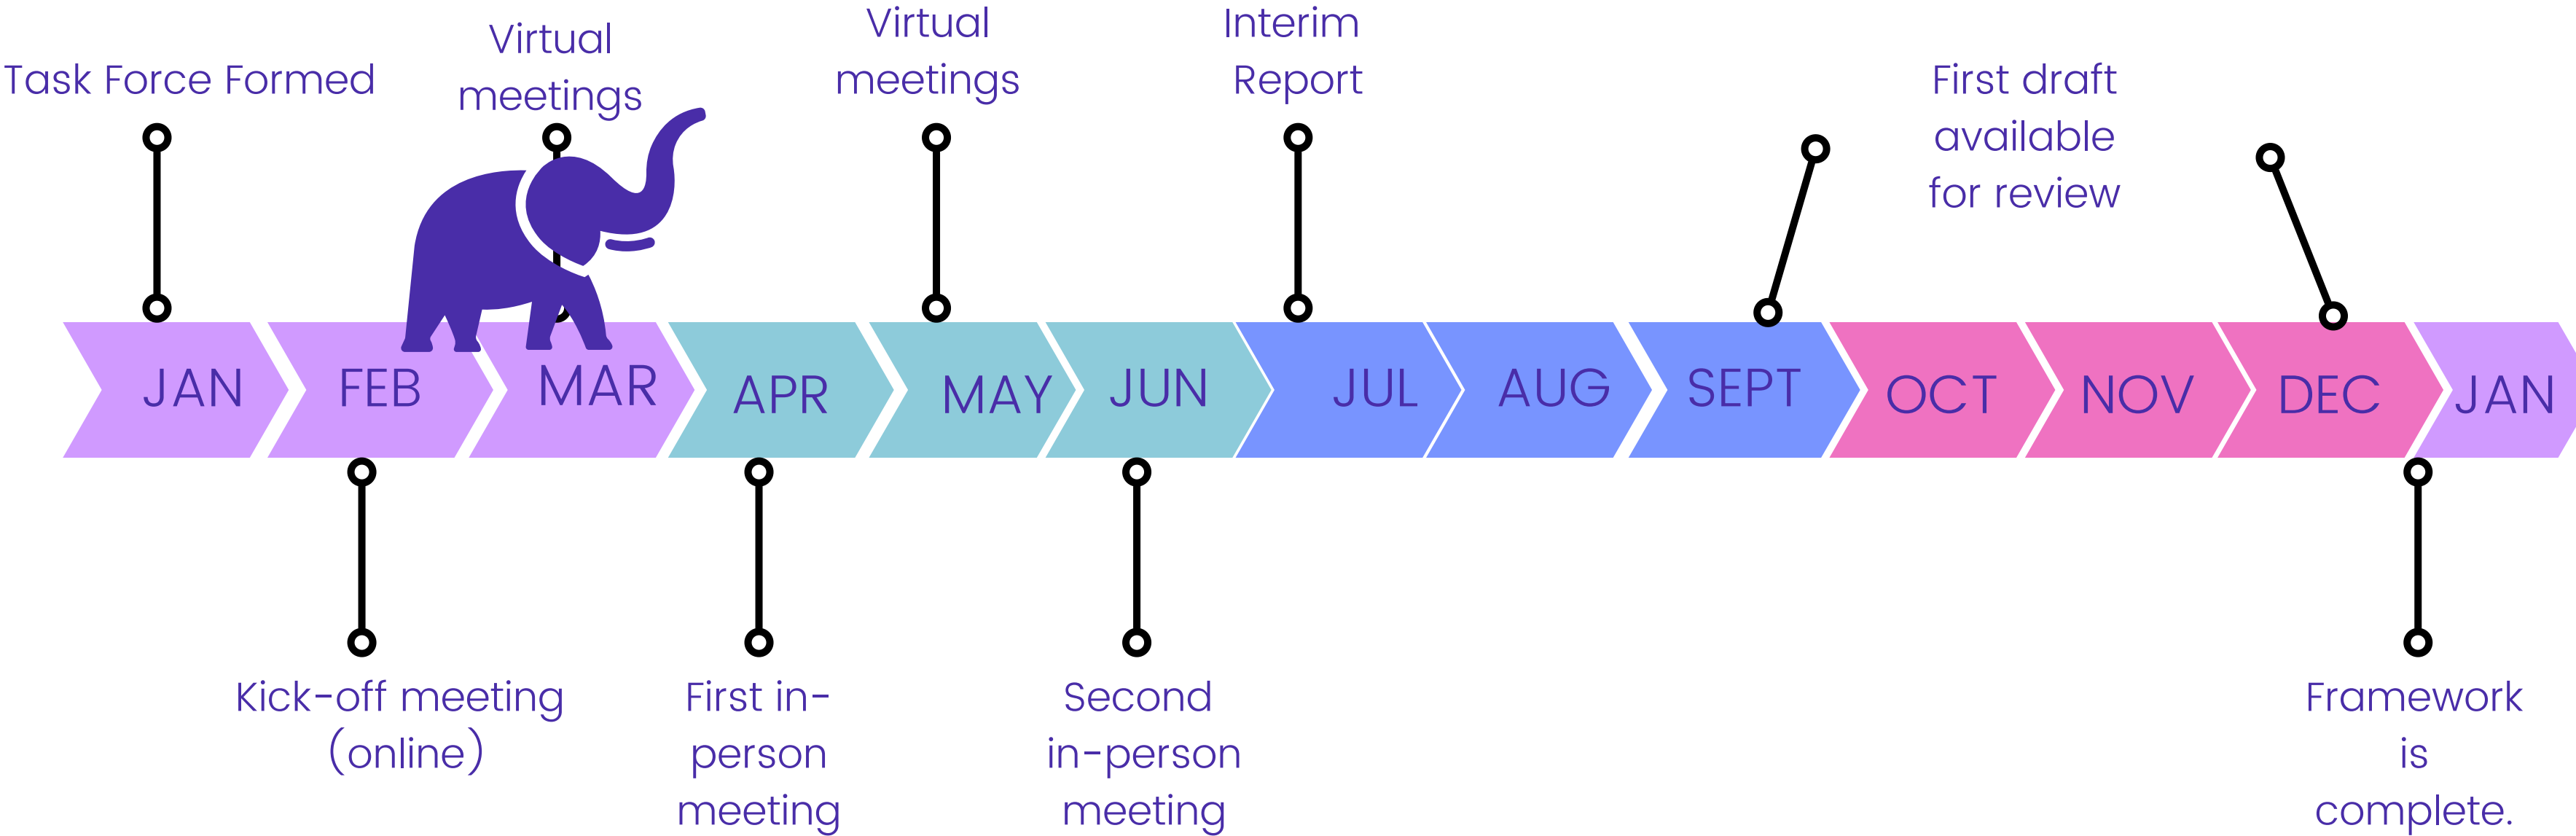 Task Force Formed
Virtual
meetings
Virtual
meetings
Interim
Report
First draft
available
for review
JAN
FEB
MAR
APR
MAY
JUN
JUL
AUG
SEPT
OCT
NOV
DEC
JAN
Kick-off meeting
(online)
First in-
person
meeting
Second
in-person
meeting
Framework
is
complete.